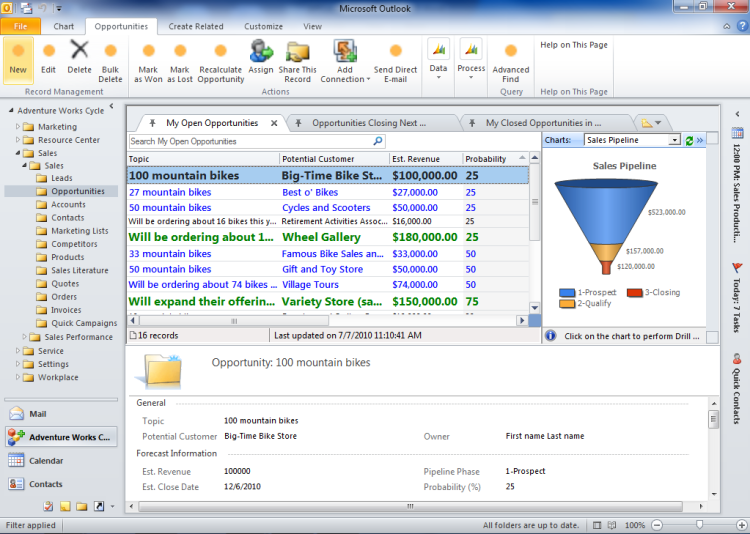 Microsoft Outlook
File Chart Opportunities Create Related Customize View
New
Edit
Delete
Bulk
Delete
Mark
as Won
Mark
as Lost
Recalculate
Opportunity
Assign
Share This
Record
Add
Connection
Send Direct
E-mail
Data
Process
Advanced
Find
Help on This Page
Record Management
Actions
Query
Help on This Page
Adventure Works Cycle
Marketing
Resource Center
Sales
Sales
Leads
Opportunities
Accounts
Contacts
Marketing Lists
Competitors
Products
Sales Literature
Quotes
Orders
Invoices
Quick Campaigns
Sales Performance
Service
Settings
Workplace
Mail
Adventure Works C...
Calendar
Contacts
My Open Opportunities
Opportunities Closing Next ...
My Closed Opportunities in ...
Search My Open Opportunities
Topic Potential Customer Est. Revenue Probability
100 mountain bikes Big-Time Bike St... $100,000.00 25
27 mountain bikes Best o' Bikes $27,000.00 25
50 mountain bikes Cycles and Scooters $50,000.00 25
Will be ordering about 16 bikes this y... Retirement Activities Assoc... $16,000.00 25
Will be ordering about 1... Wheel Gallery $180,000.00 25
33 mountain bikes Famous Bike Sales an... $33,000.00 50
50 mountain bikes Gift and Toy Store $50,000.00 50
Will be ordering about 74 bikes ... Village Tours $74,000.00 50
Will expand their offerin... Variety Store (sa... $150,000.00 75
16 records Last updated on 7/7/2010 11:10:41 AM
Charts: Sales Pipeline
Sales Pipeline
$523,000.00
$157,000.00
$120,000.00
1-Prospect 3-Closing
2-Qualify
Click on the chart to perform Drill ...
Opportunity: 100 mountain bikes
General
Topic 100 mountain bikes
Potential Customer Big-Time Bike Store Owner First name Last name
Forecast Information
Est. Revenue 100000 Pipeline Phase 1-Prospect
Est. Close Date 12/6/2010 Probability (%) 25
12:00 PM: Sales Producti...
Today: 7 Tasks
Quick Contacts
Filter applied All folders are up to date. 100%